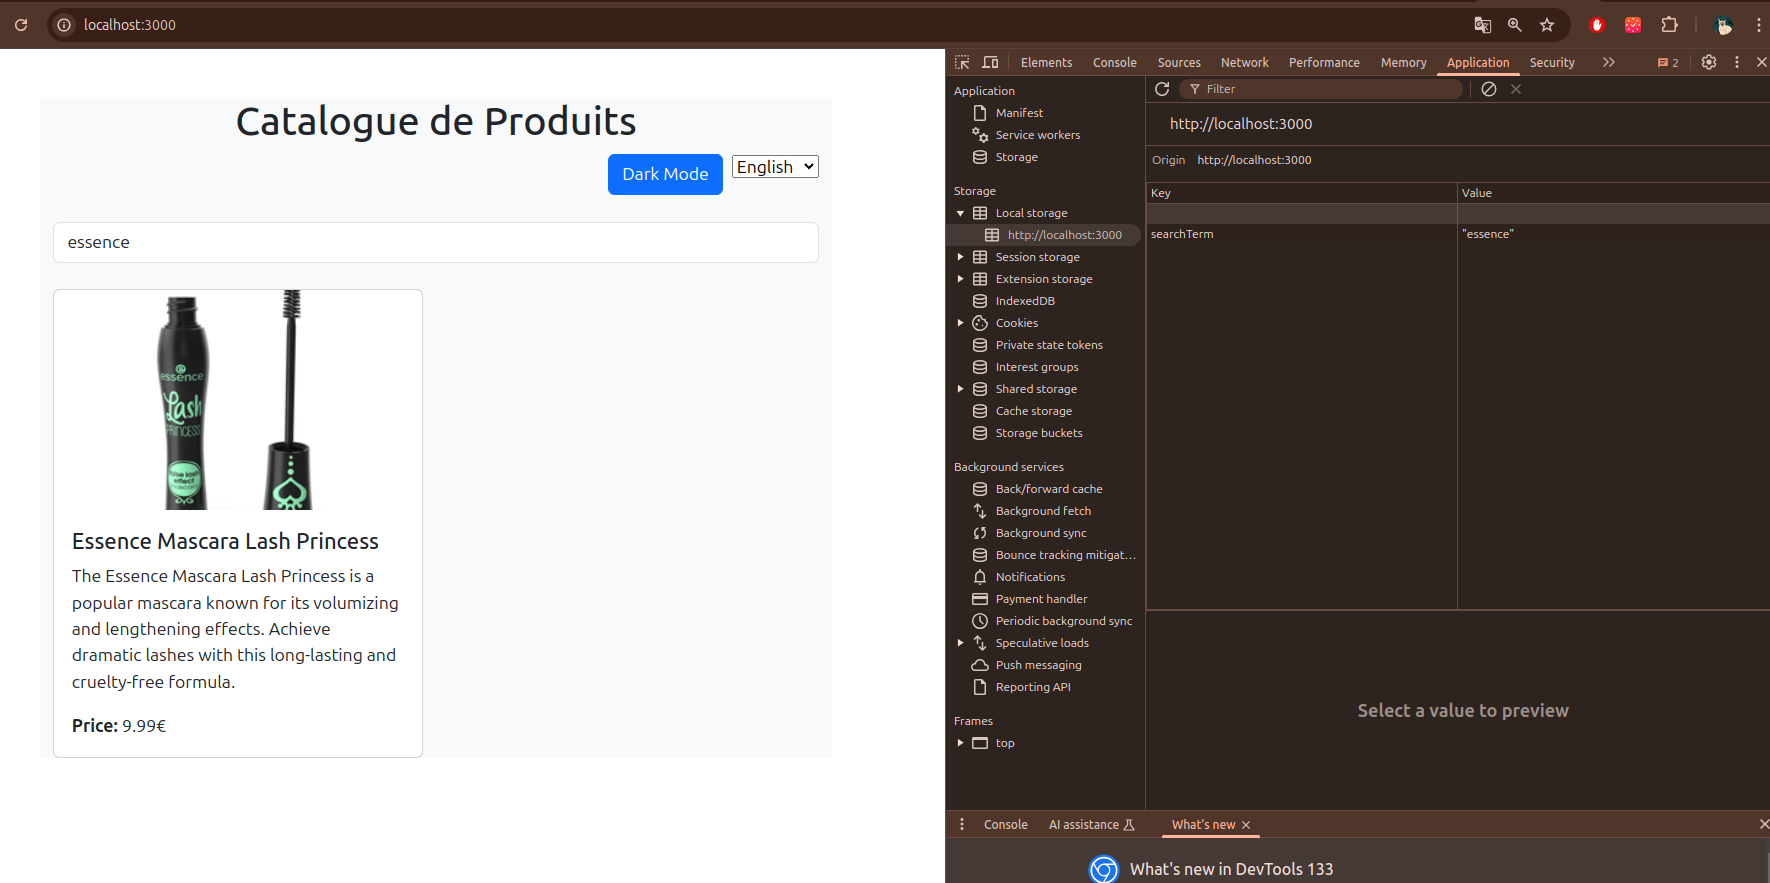 localhost:3000
Catalogue de Produits
Dark Mode
English
essence
essence
Lash
PRINCESS
false lash
effect
mascara
Essence Mascara Lash Princess
The Essence Mascara Lash Princess is a
popular mascara known for its volumizing
and lengthening effects. Achieve
dramatic lashes with this long-lasting and
cruelty-free formula.
Price: 9.99€
Elements Console Sources Network Performance Memory Application Security 2
Application
Manifest
Service workers
Storage
Storage
Local storage
http://localhost:3000
Session storage
Extension storage
IndexedDB
Cookies
Private state tokens
Interest groups
Shared storage
Cache storage
Storage buckets
Background services
Back/forward cache
Background fetch
Background sync
Bounce tracking mitigat...
Notifications
Payment handler
Periodic background sync
Speculative loads
Push messaging
Reporting API
Frames
top
Filter
http://localhost:3000
Origin http://localhost:3000
Key Value
searchTerm "essence"
Select a value to preview
Console AI assistance What's new
What's new in DevTools 133